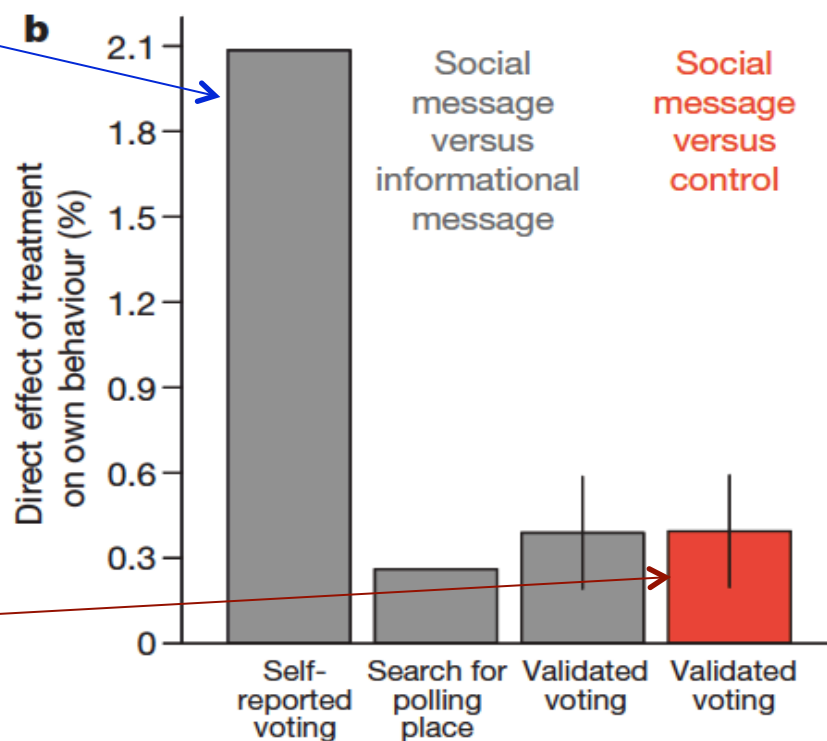 b
Direct effect of treatment
on own behaviour (%)
2.1
1.8
1.5
1.2
0.9
0.6
0.3
0
Social
message
versus
informational
message
Social
message
versus
control
Self-
reported
voting
Search for
polling
place
Validated
voting
Validated
voting